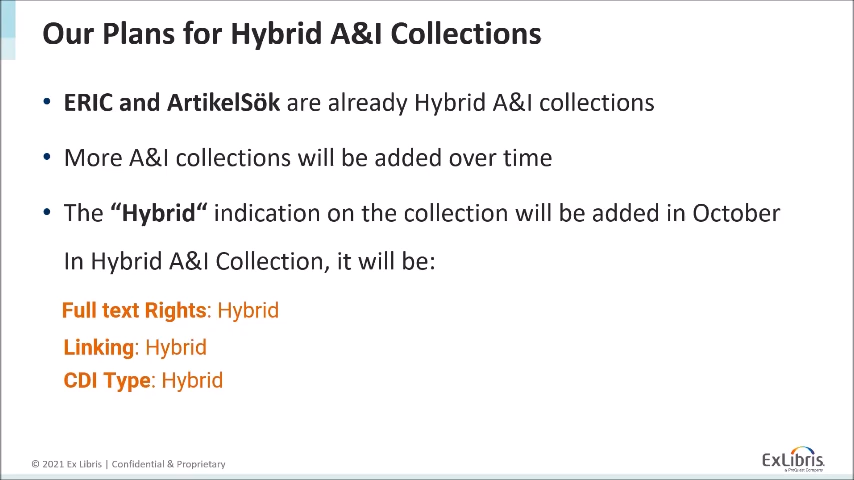 Our Plans for Hybrid A&I Collections
• ERIC and ArtikelSök are already Hybrid A&I collections
• More A&I collections will be added over time
• The “Hybrid“ indication on the collection will be added in October
In Hybrid A&I Collection, it will be:
Full text Rights: Hybrid
Linking: Hybrid
CDI Type: Hybrid
© 2021 Ex Libris | Confidential & Proprietary
ExLibris
a ProQuest Company